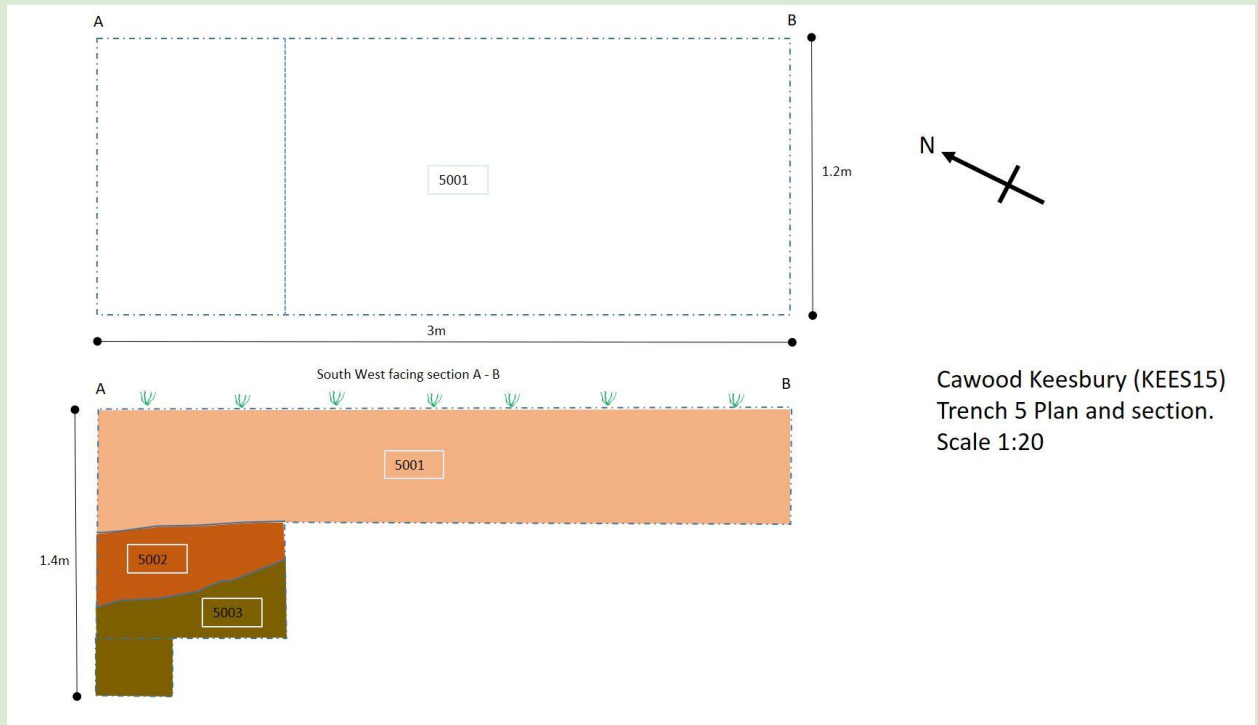 A
B
5001
1.2m
N
3m
South West facing section A - B
A
B
5001
5002
1.4m
5003
Cawood Keesbury (KEES15)
Trench 5 Plan and section.
Scale 1:20